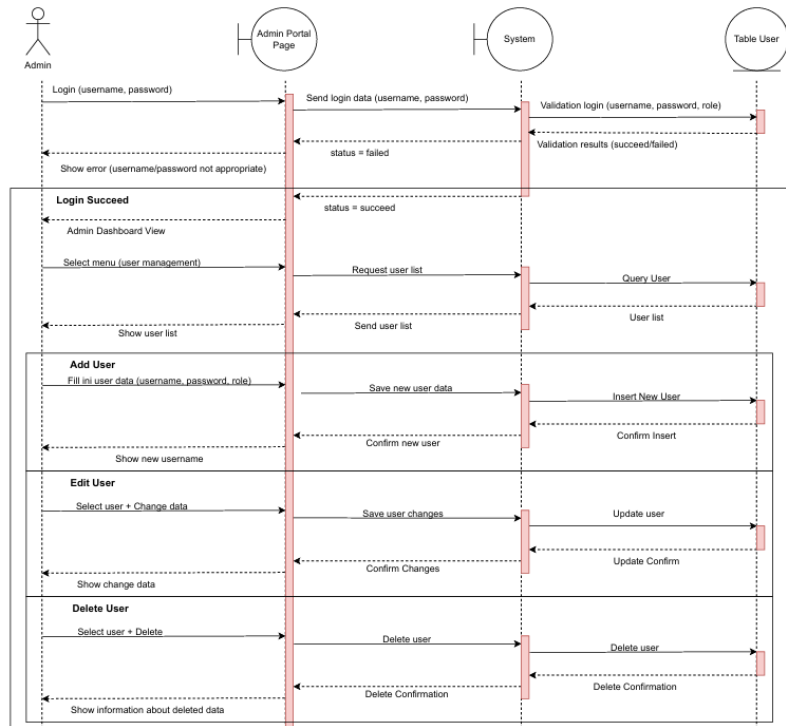 Admin Portal
Page
System
Table User
Admin
Login (username, password)
Send login data (username, password)
Validation login (username, password, role)
Validation results (succeed/failed)
status = failed
Show error (username/password not appropriate)
Login Succeed
status = succeed
Admin Dashboard View
Select menu (user management)
Request user list
Query User
User list
Send user list
Show user list
Add User
Fill ini user data (username, password, role)
Save new user data
Insert New User
Confirm Insert
Confirm new user
Show new username
Edit User
Select user + Change data
Save user changes
Update user
Update Confirm
Confirm Changes
Show change data
Delete User
Select user + Delete
Delete user
Delete user
Delete Confirmation
Delete Confirmation
Show information about deleted data